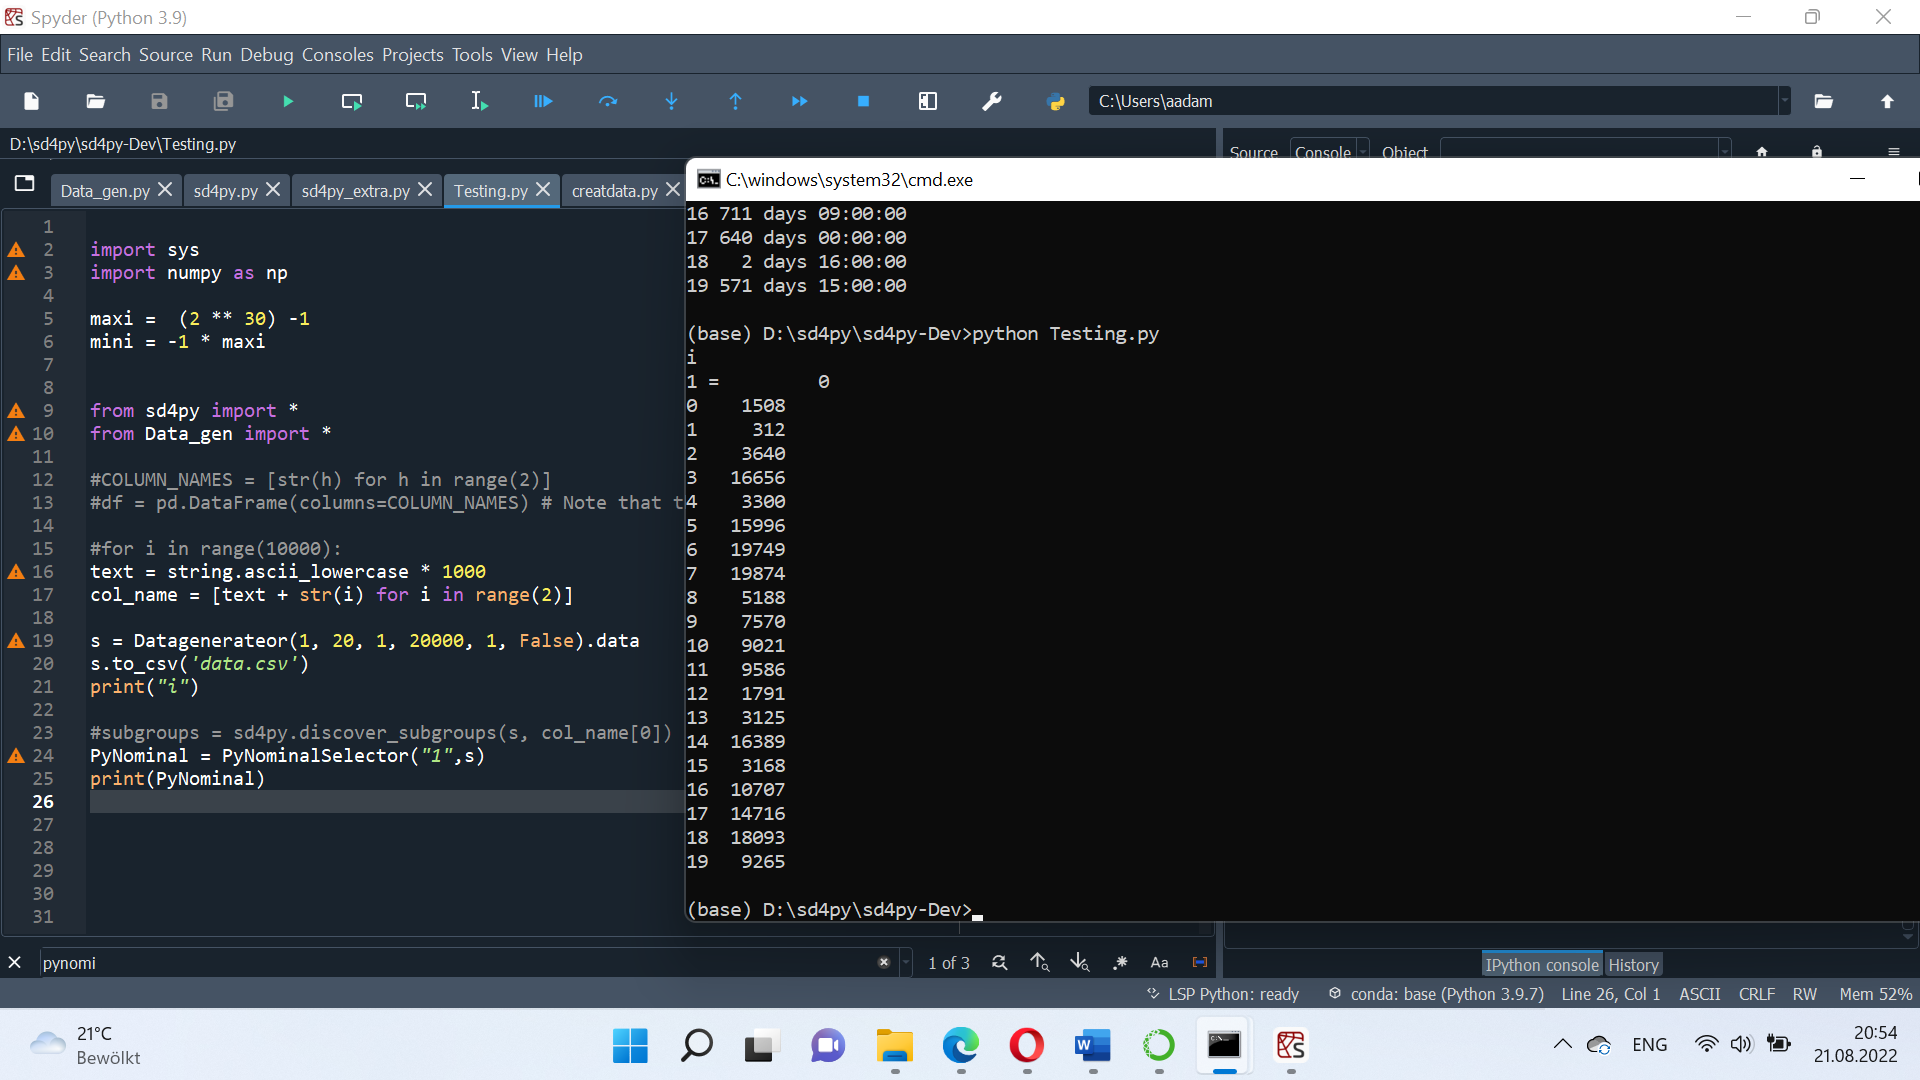 Spyder (Python 3.9)
File Edit Search Source Run Debug Consoles Projects Tools View Help
C:\Users\aadam
D:\sd4py\sd4py-Dev\Testing.py
Source Console Object
Data_gen.py sd4py.py sd4py_extra.py Testing.py creatdata.py
1
2 import sys
3 import numpy as np
4
5 maxi =  (2 ** 30) -1
6 mini = -1 * maxi
7
8
9 from sd4py import *
10 from Data_gen import *
11
12 #COLUMN_NAMES = [str(h) for h in range(2)]
13 #df = pd.DataFrame(columns=COLUMN_NAMES) # Note that t
14
15 #for i in range(10000):
16 text = string.ascii_lowercase * 1000
17 col_name = [text + str(i) for i in range(2)]
18
19 s = Datagenerateor(1, 20, 1, 20000, 1, False).data
20 s.to_csv('data.csv')
21 print("i")
22
23 #subgroups = sd4py.discover_subgroups(s, col_name[0])
24 PyNominal = PyNominalSelector("1",s)
25 print(PyNominal)
26
27
28
29
30
31
C:\windows\system32\cmd.exe
16 711 days 09:00:00
17 640 days 00:00:00
18   2 days 16:00:00
19 571 days 15:00:00
(base) D:\sd4py\sd4py-Dev>python Testing.py
i
1 =         0
0    1508
1     312
2    3640
3   16656
4    3300
5   15996
6   19749
7   19874
8    5188
9    7570
10   9021
11   9586
12   1791
13   3125
14  16389
15   3168
16  10707
17  14716
18  18093
19   9265
(base) D:\sd4py\sd4py-Dev>
pynomi
1 of 3
Aa
IPython console History
LSP Python: ready conda: base (Python 3.9.7) Line 26, Col 1 ASCII CRLF RW Mem 52%
21°C
Bewölkt
ENG
20:54
21.08.2022